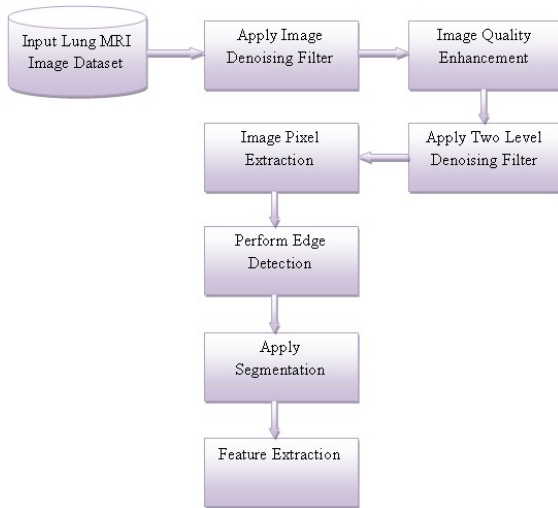 Input Lung MRI
Image Dataset
Apply Image
Denoising Filter
Image Quality
Enhancement
Apply Two Level
Denoising Filter
Image Pixel
Extraction
Perform Edge
Detection
Apply
Segmentation
Feature Extraction